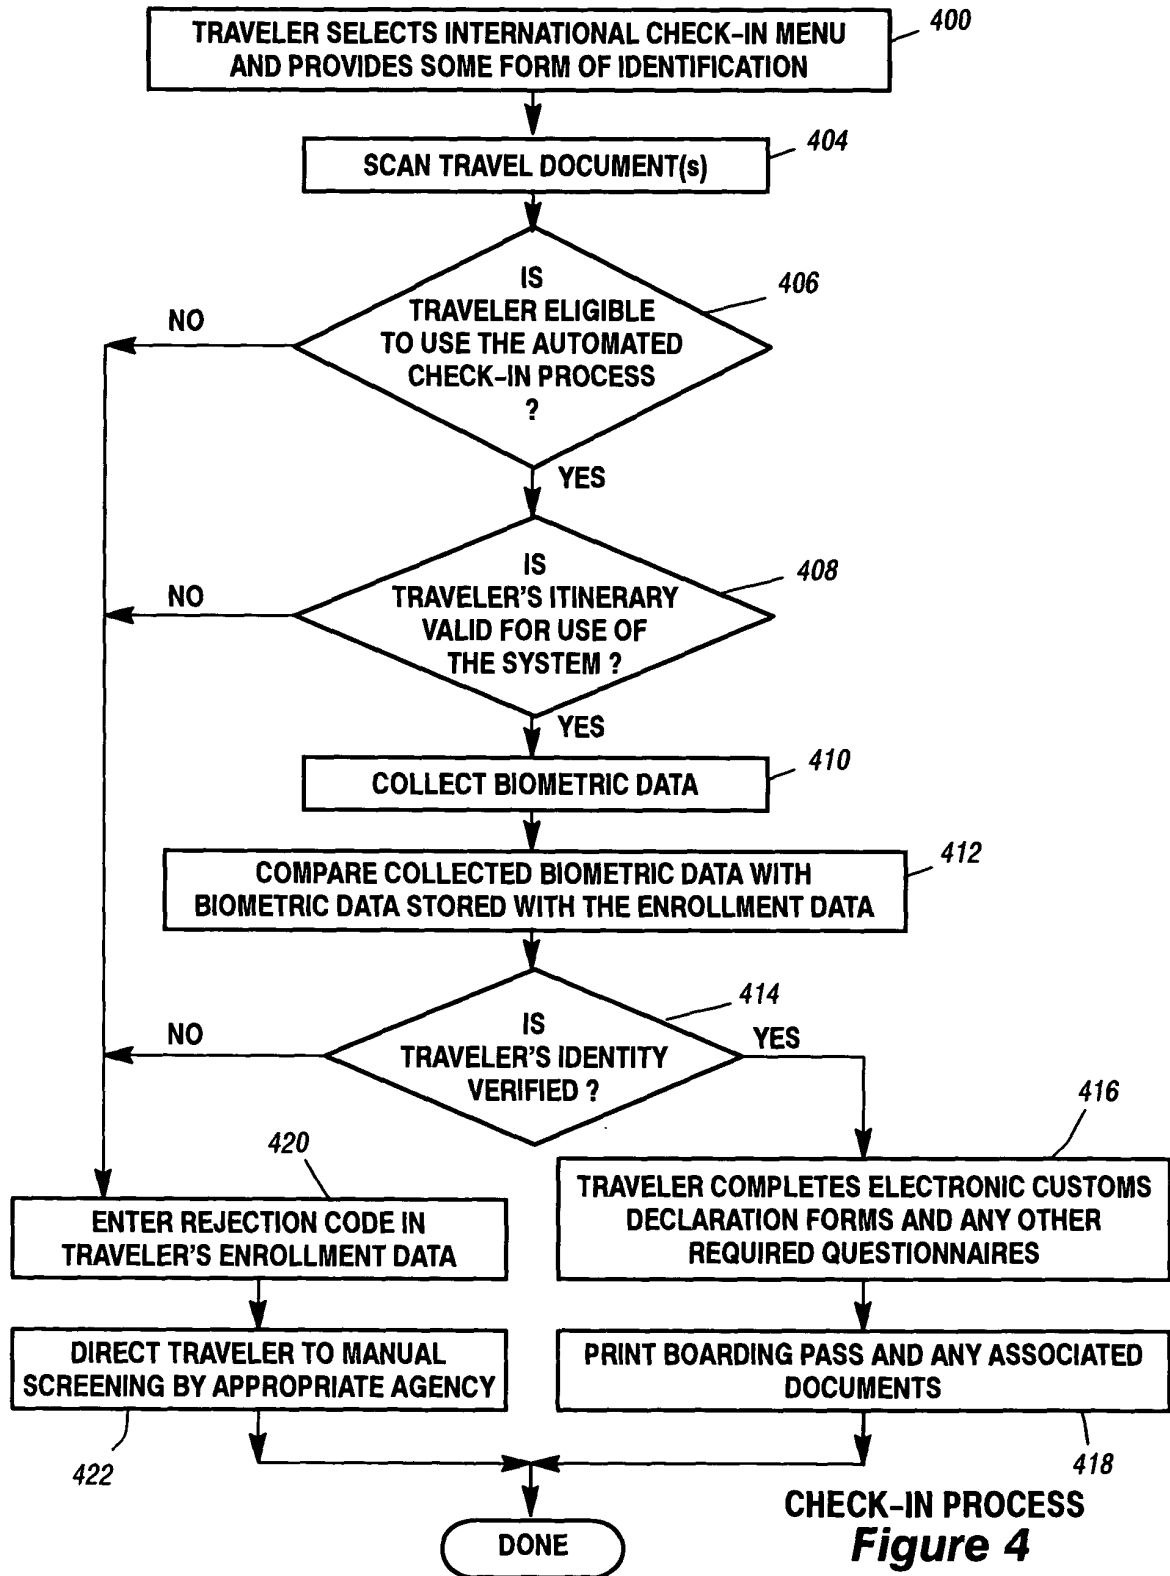 TRAVELER SELECTS INTERNATIONAL CHECK-IN MENU
AND PROVIDES SOME FORM OF IDENTIFICATION
400
SCAN TRAVEL DOCUMENT(s)
404
IS
TRAVELER ELIGIBLE
TO USE THE AUTOMATED
CHECK-IN PROCESS
?
406
NO
YES
IS
TRAVELER'S ITINERARY
VALID FOR USE OF
THE SYSTEM ?
408
NO
YES
COLLECT BIOMETRIC DATA
410
COMPARE COLLECTED BIOMETRIC DATA WITH
BIOMETRIC DATA STORED WITH THE ENROLLMENT DATA
412
IS
TRAVELER'S IDENTITY
VERIFIED ?
414
NO
YES
420
ENTER REJECTION CODE IN
TRAVELER'S ENROLLMENT DATA
416
TRAVELER COMPLETES ELECTRONIC CUSTOMS
DECLARATION FORMS AND ANY OTHER
REQUIRED QUESTIONNAIRES
DIRECT TRAVELER TO MANUAL
SCREENING BY APPROPRIATE AGENCY
422
PRINT BOARDING PASS AND ANY ASSOCIATED
DOCUMENTS
418
DONE
CHECK-IN PROCESS
Figure 4